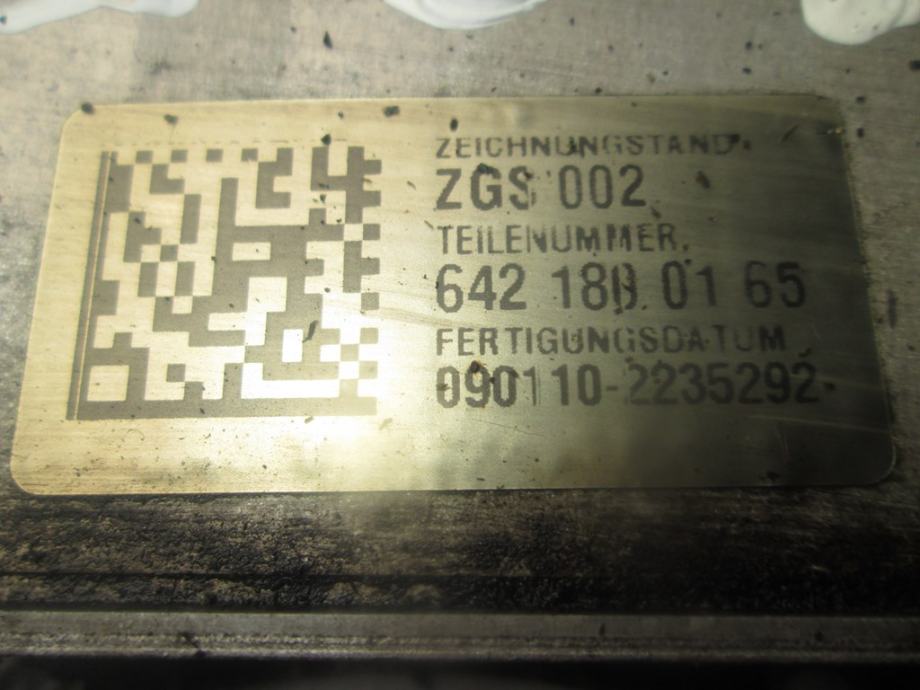 ZEICHNUNGSTAND
ZGS 002
TEILENUMMER
642 180 01 65
FERTIGUNGSDATUM
090110-2235292